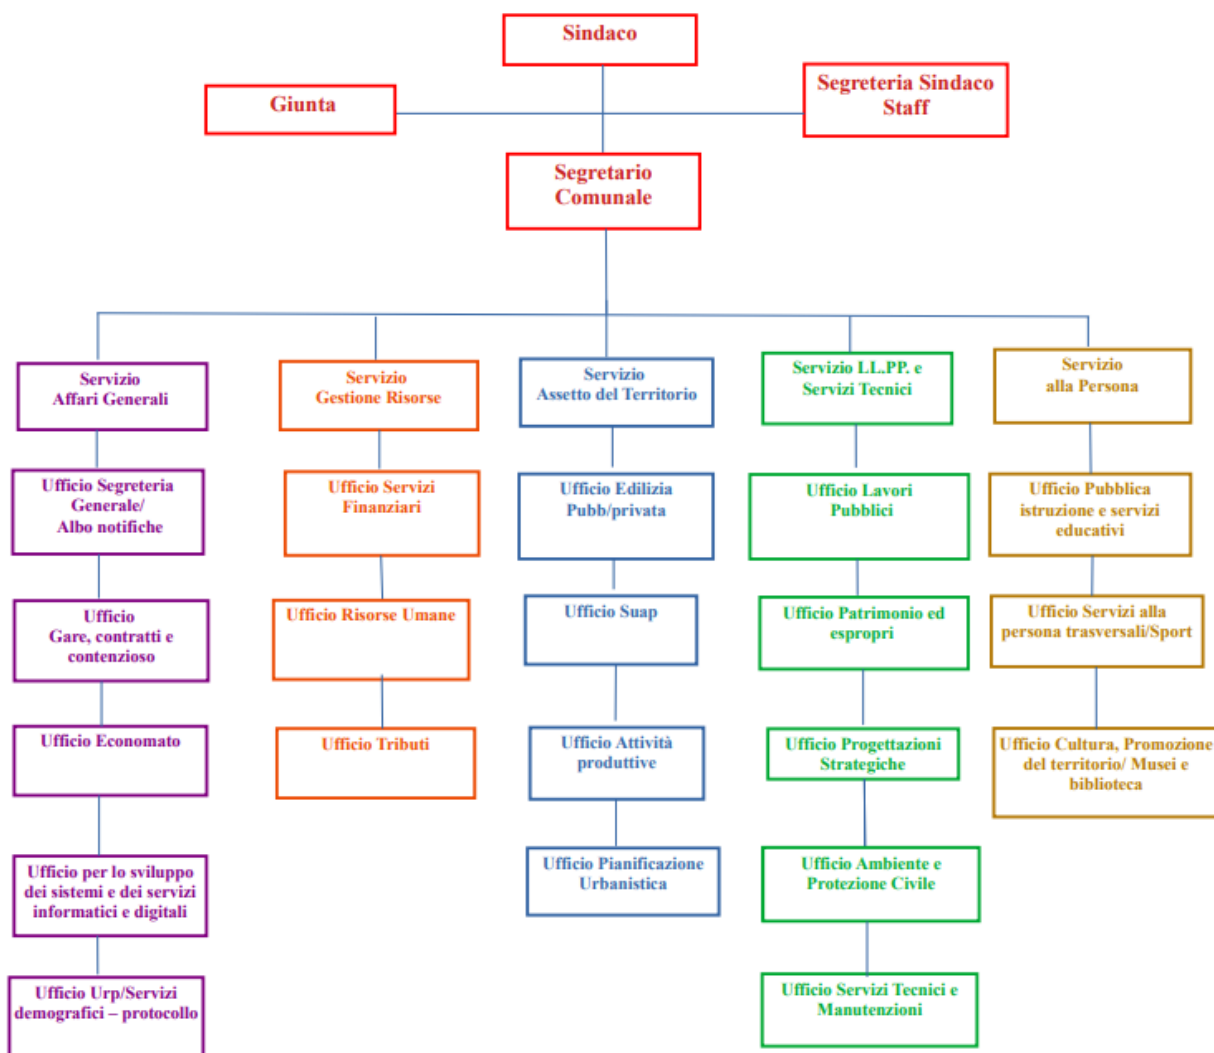 Sindaco
Giunta
Segreteria Sindaco
Staff
Segretario
Comunale
Servizio
Affari Generali
Ufficio Segreteria
Generale/
Albo notifiche
Ufficio
Gare, contratti e
contenzioso
Ufficio Economato
Ufficio per lo sviluppo
dei sistemi e dei servizi
informatici e digitali
Ufficio Urp/Servizi
demografici – protocollo
Servizio
Gestione Risorse
Ufficio Servizi
Finanziari
Ufficio Risorse Umane
Ufficio Tributi
Servizio
Assetto del Territorio
Ufficio Edilizia
Pubb/privata
Ufficio Suap
Ufficio Attività
produttive
Ufficio Pianificazione
Urbanistica
Servizio LL.PP. e
Servizi Tecnici
Ufficio Lavori
Pubblici
Ufficio Patrimonio ed
espropri
Ufficio Progettazioni
Strategiche
Ufficio Ambiente e
Protezione Civile
Ufficio Servizi Tecnici e
Manutenzioni
Servizio
alla Persona
Ufficio Pubblica
istruzione e servizi
educativi
Ufficio Servizi alla
persona trasversali/Sport
Ufficio Cultura, Promozione
del territorio/ Musei e
biblioteca